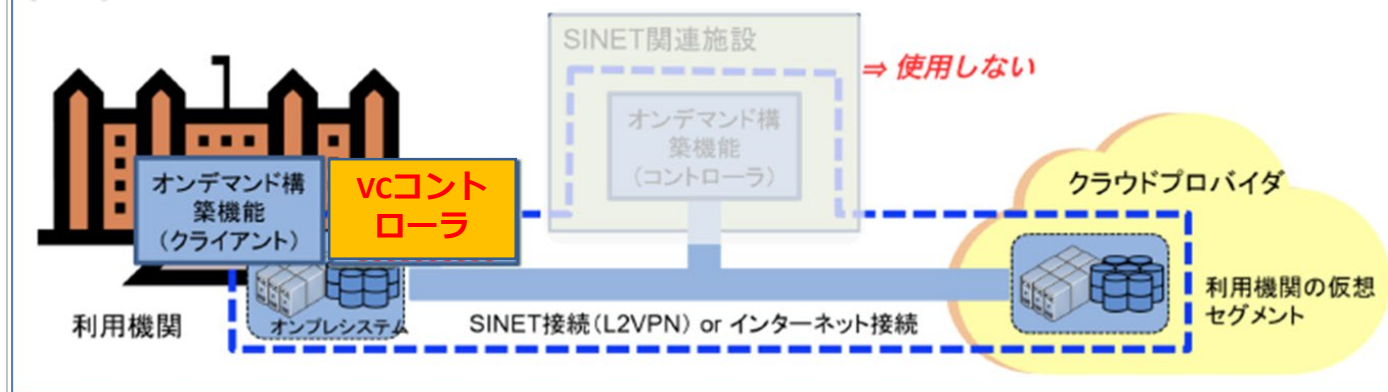 SINET関連施設
⇒ 使用しない
オンデマンド構
築機能
(コントローラ)
オンデマンド構
築機能
(クライアント)
VCコント
ローラ
クラウドプロバイダ
利用機関
オンプレシステム
SINET接続(L2VPN) or インターネット接続
利用機関の仮想
セグメント